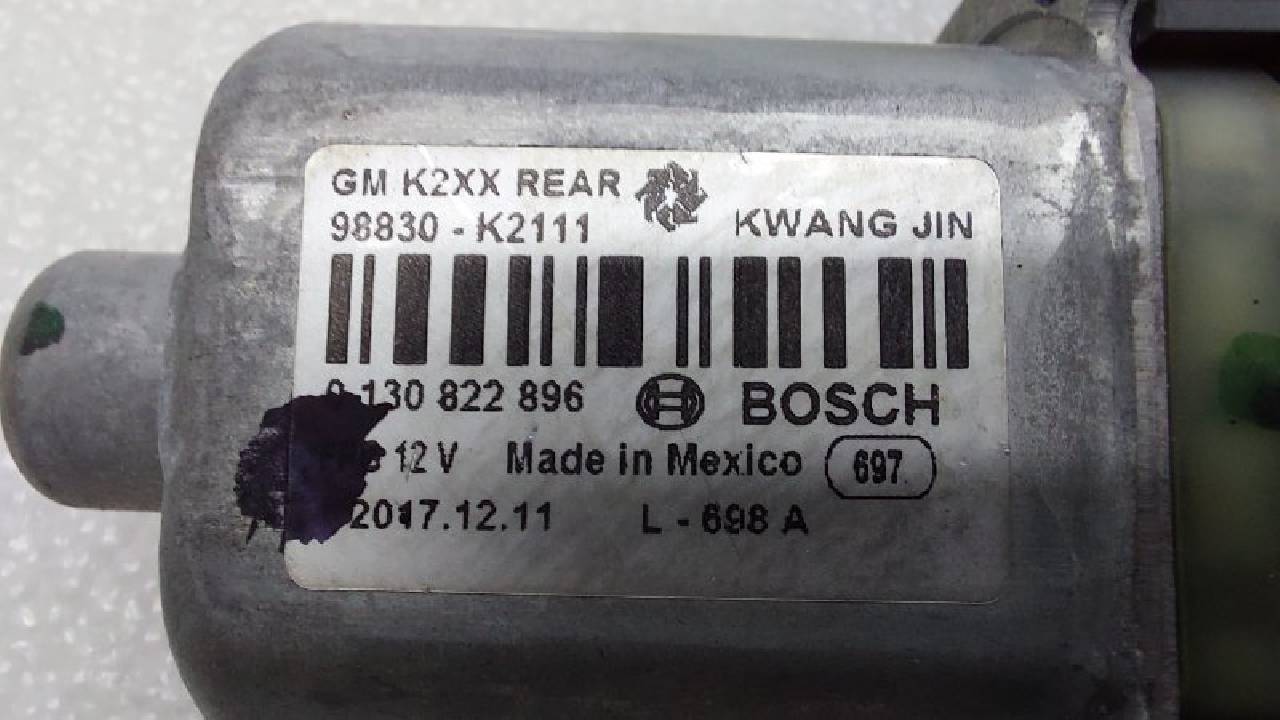 GM K2XX REAR
98830 - K2111
KWANG JIN
0 130 822 896
BOSCH
12 V Made in Mexico 697
2017.12.11 L - 698 A